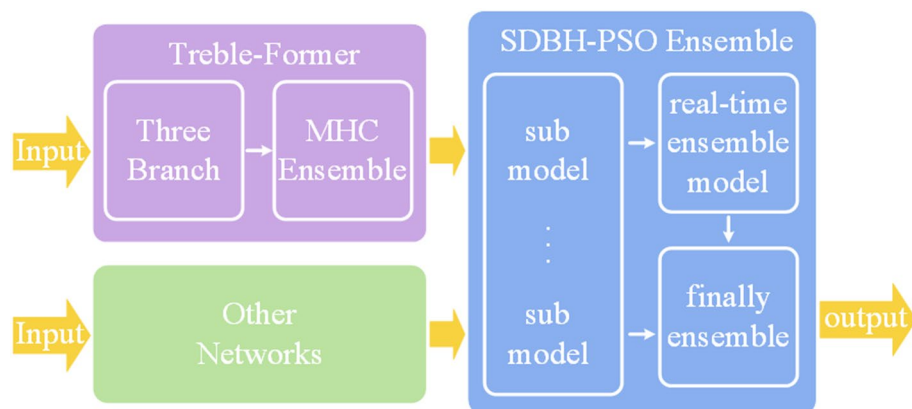 Treble-Former
Input
Three
Branch
MHC
Ensemble
Input
Other
Networks
SDBH-PSO Ensemble
sub
model
sub
model
real-time
ensemble
model
finally
ensemble
output